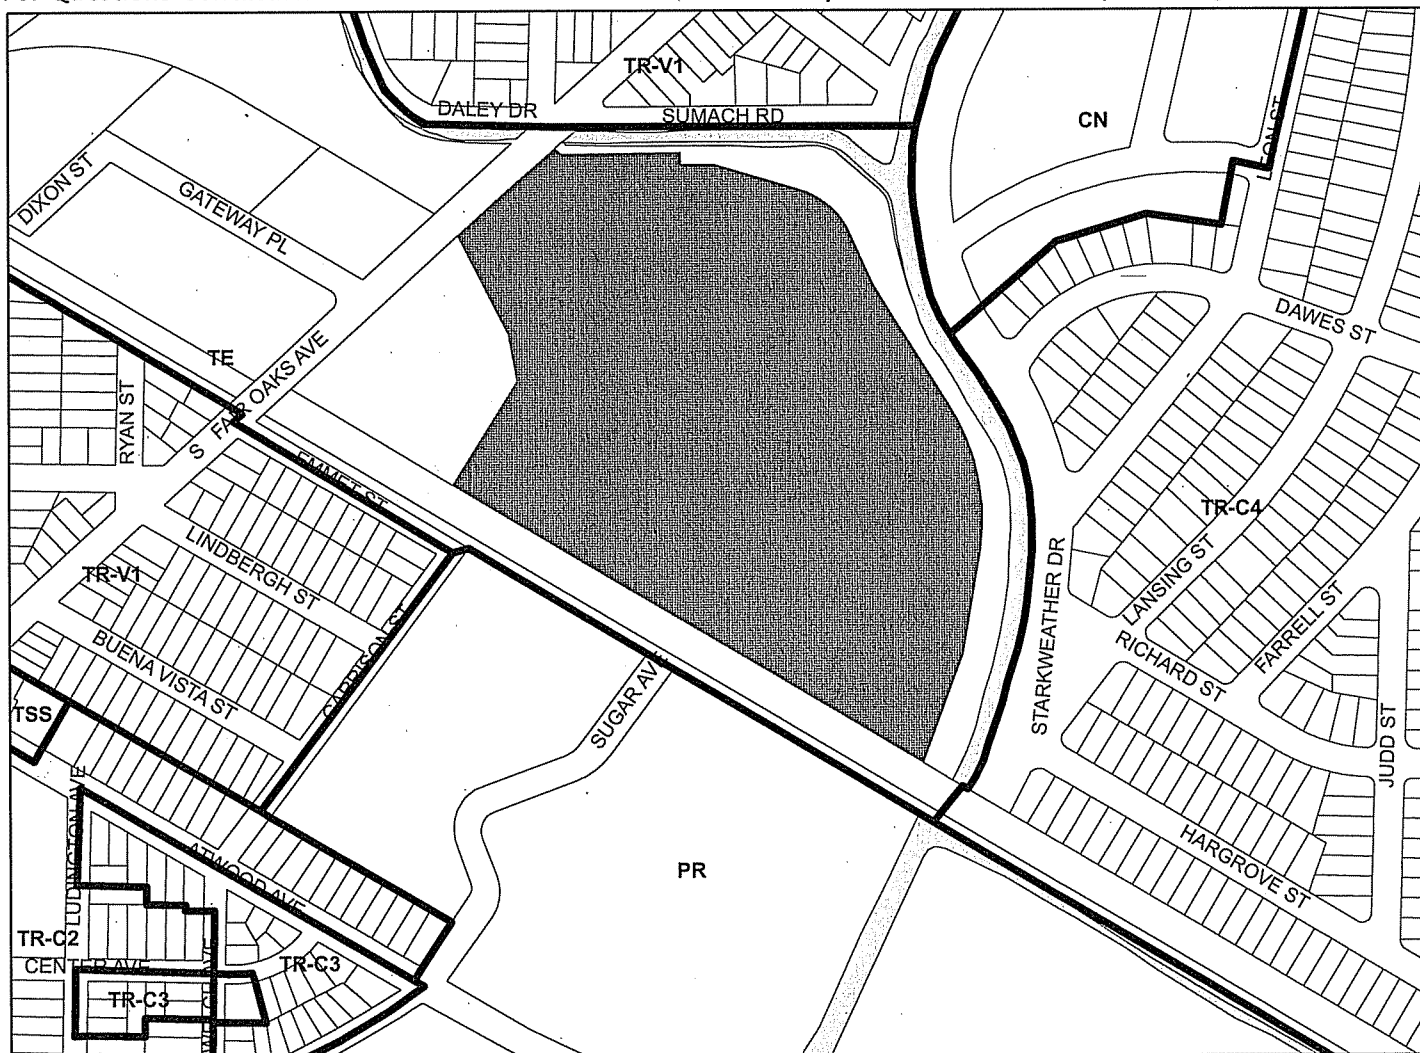 TR-V1
DALEY DR
SUMACH RD
CN
DIXON ST
GATEWAY PL
DAWES ST
TE
S FAIR OAKS AVE
RYAN ST
EMMET ST
TR-C4
LINDBERGH ST
TR-V1
LANSING ST
STARKWEATHER DR
FARRELL ST
RICHARD ST
GARRISON ST
BUENA VISTA ST
SUGAR AVE
TSS
JUDD ST
LUDINGTON AVE
ATWOOD AVE
PR
HARGROVE ST
TR-C2
CENTER AVE
TR-C3
TR-C3